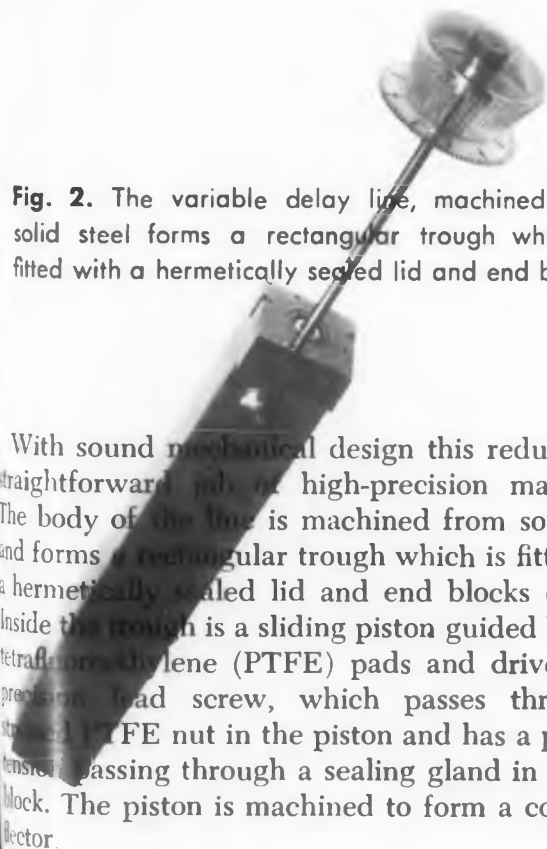 Fig. 2. The variable delay line, machined
solid steel forms a rectangular trough wh
fitted with a hermetically sealed lid and end b
With sound mechanical design this redu
traightforward job of high-precision ma
The body of the line is machined from so
and forms a rectangular trough which is fitt
a hermetically sealed lid and end blocks
Inside the trough is a sliding piston guided
tetrafluoroethylene (PTFE) pads and drive
precision lead screw, which passes thr
PTFE nut in the piston and has a p
tension passing through a sealing gland in
block. The piston is machined to form a co
flector.